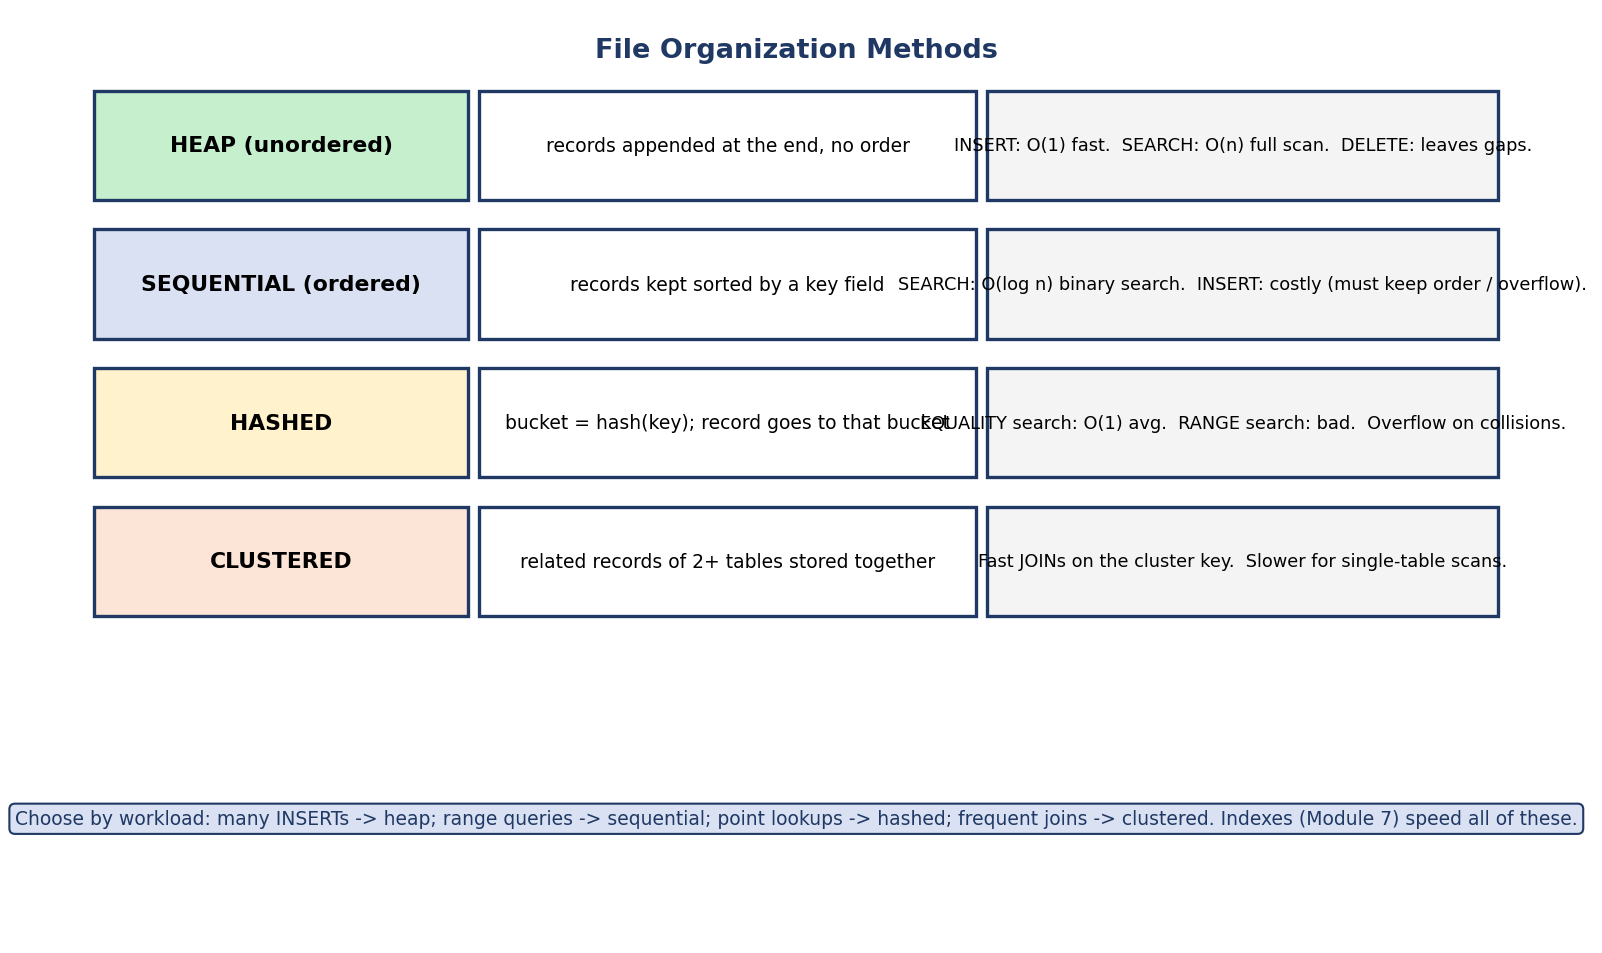 File Organization Methods
HEAP (unordered)
records appended at the end, no order
INSERT: O(1) fast.  SEARCH: O(n) full scan.  DELETE: leaves gaps.
SEQUENTIAL (ordered)
records kept sorted by a key field
SEARCH: O(log n) binary search.  INSERT: costly (must keep order / overflow).
HASHED
bucket = hash(key); record goes to that bucket
EQUALITY search: O(1) avg.  RANGE search: bad.  Overflow on collisions.
CLUSTERED
related records of 2+ tables stored together
Fast JOINs on the cluster key.  Slower for single-table scans.
Choose by workload: many INSERTs -> heap; range queries -> sequential; point lookups -> hashed; frequent joins -> clustered. Indexes (Module 7) speed all of these.